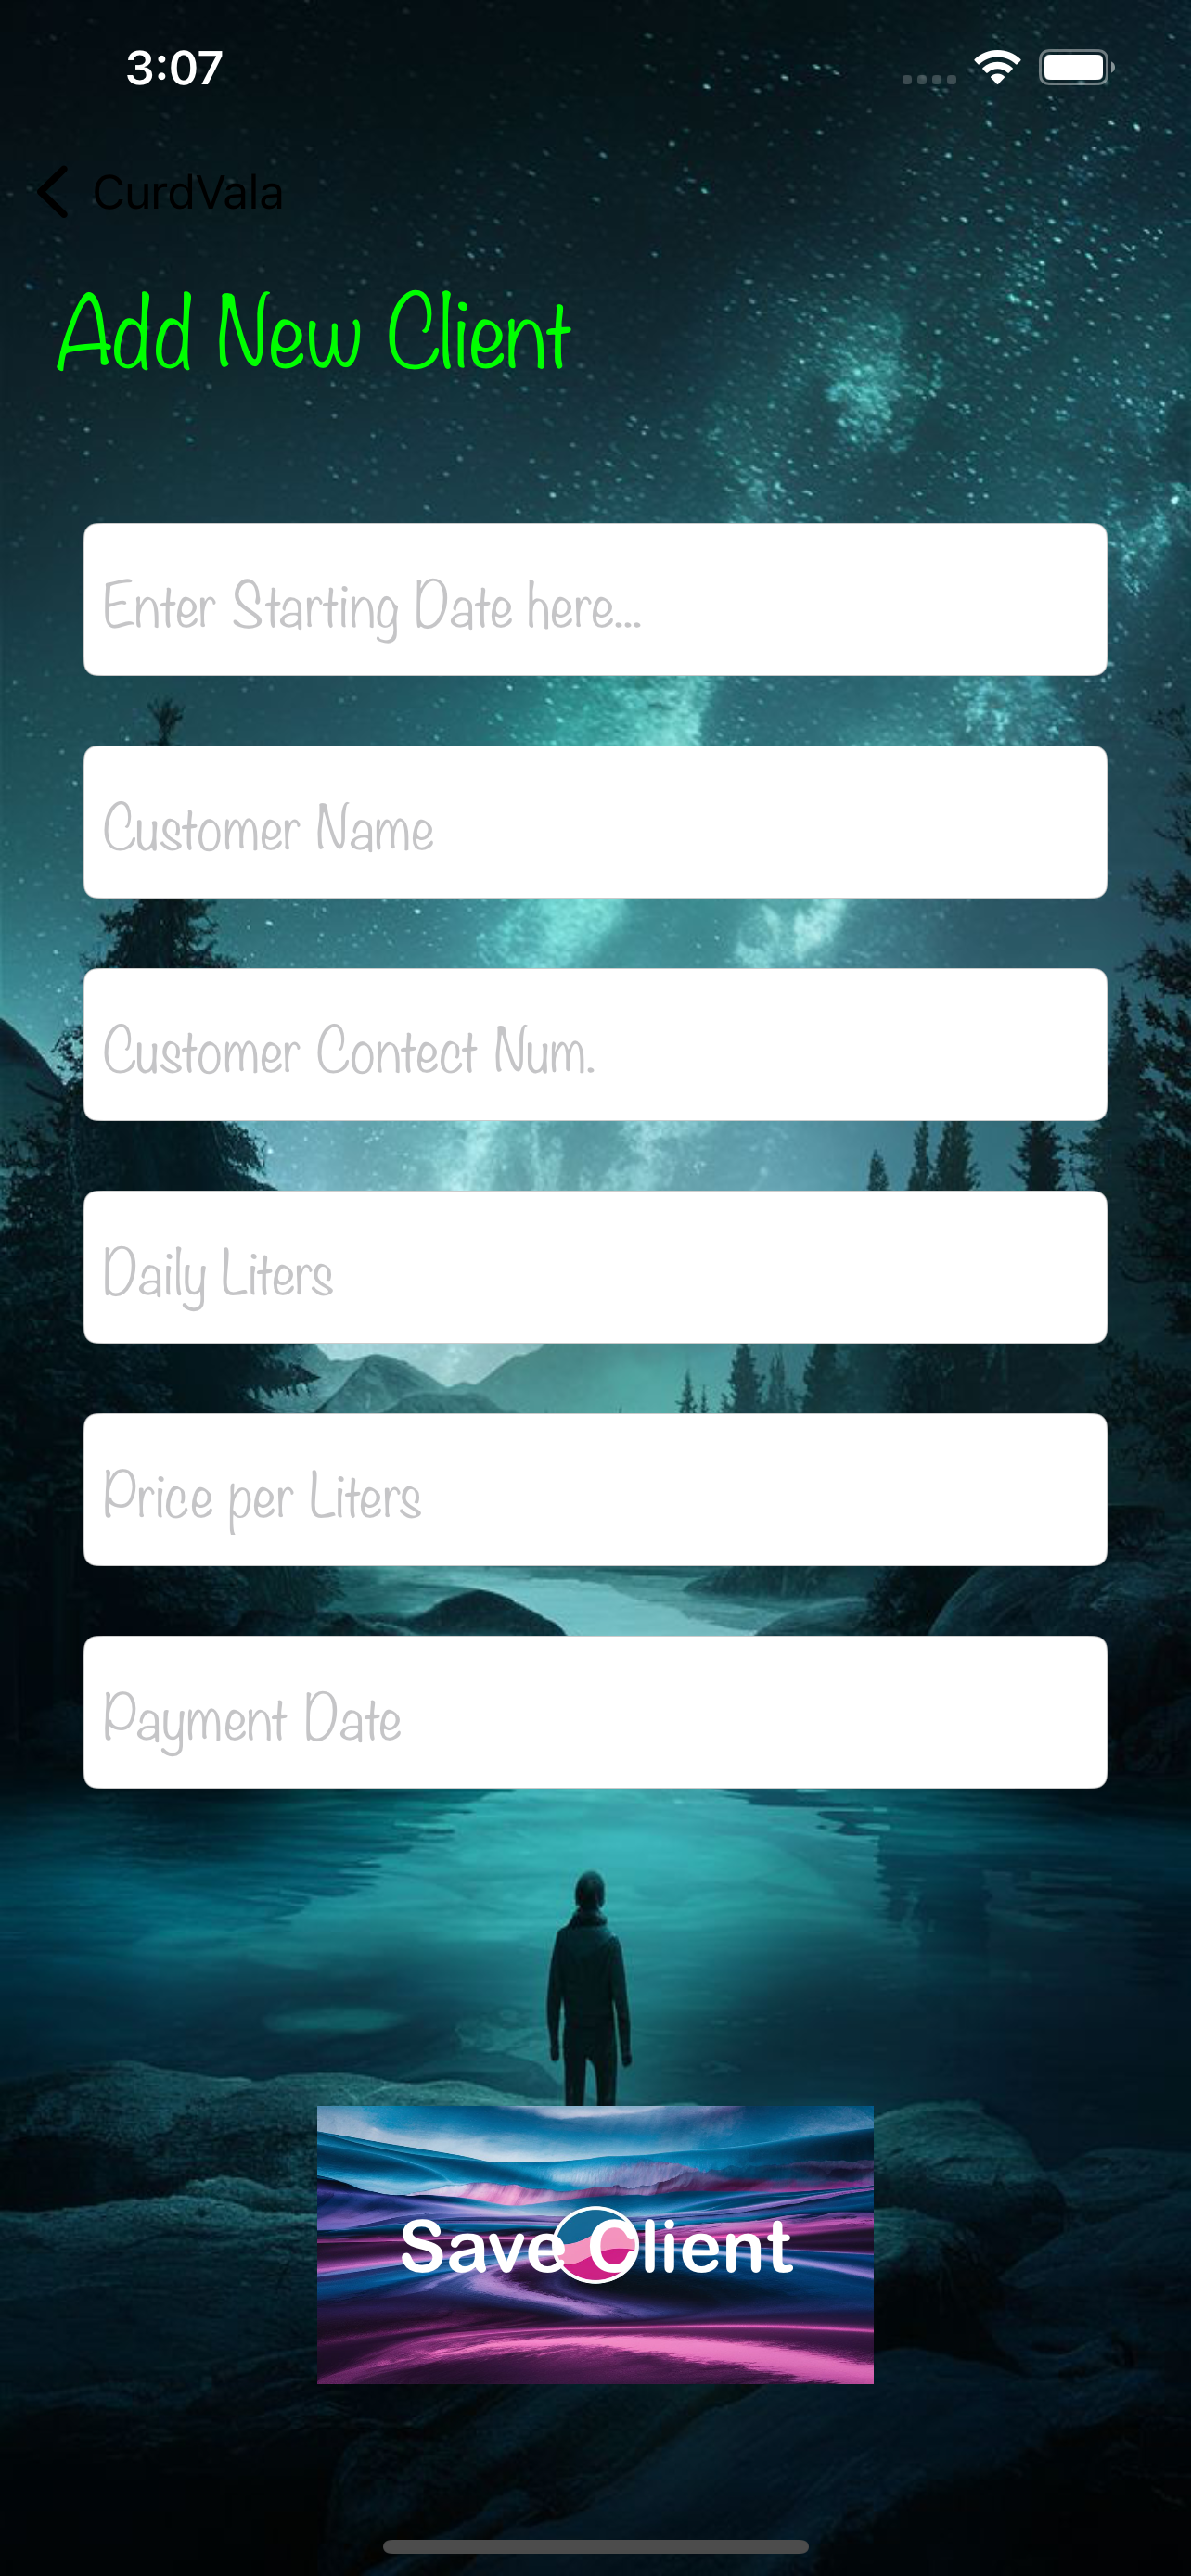 3:07
CurdVala
Add New Client
Enter Starting Date here...
Customer Name
Customer Contect Num.
Daily Liters
Price per Liters
Payment Date
Save Client